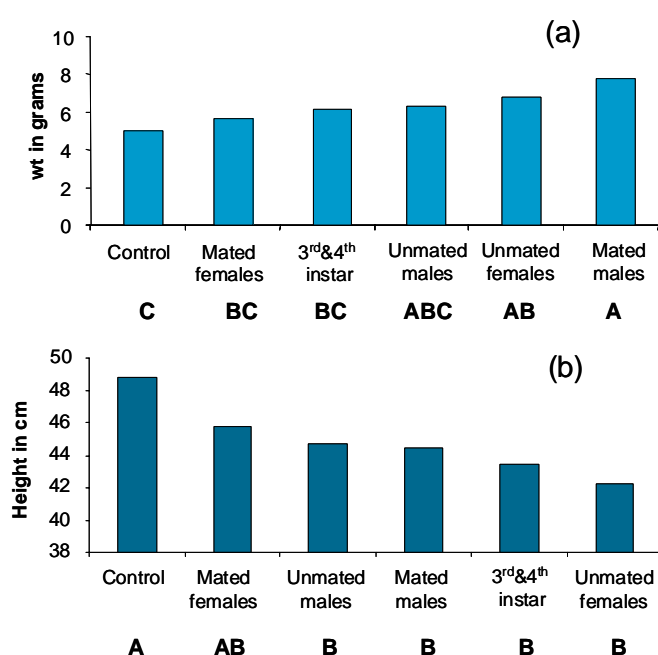 (a)
wt in grams
10
8
6
4
2
0
Control Mated females 3rd&4th instar Unmated males Unmated females Mated males
C BC BC ABC AB A
(b)
Height in cm
50
48
46
44
42
40
38
Control Mated females Unmated males Mated males 3rd&4th instar Unmated females
A AB B B B B